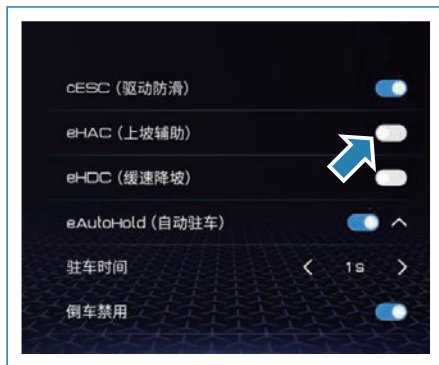 cESC (驱动防滑)
eHAC (上坡辅助)
eHDC (缓速降坡)
eAutoHold (自动驻车)
驻车时间 < 1s >
倒车禁用